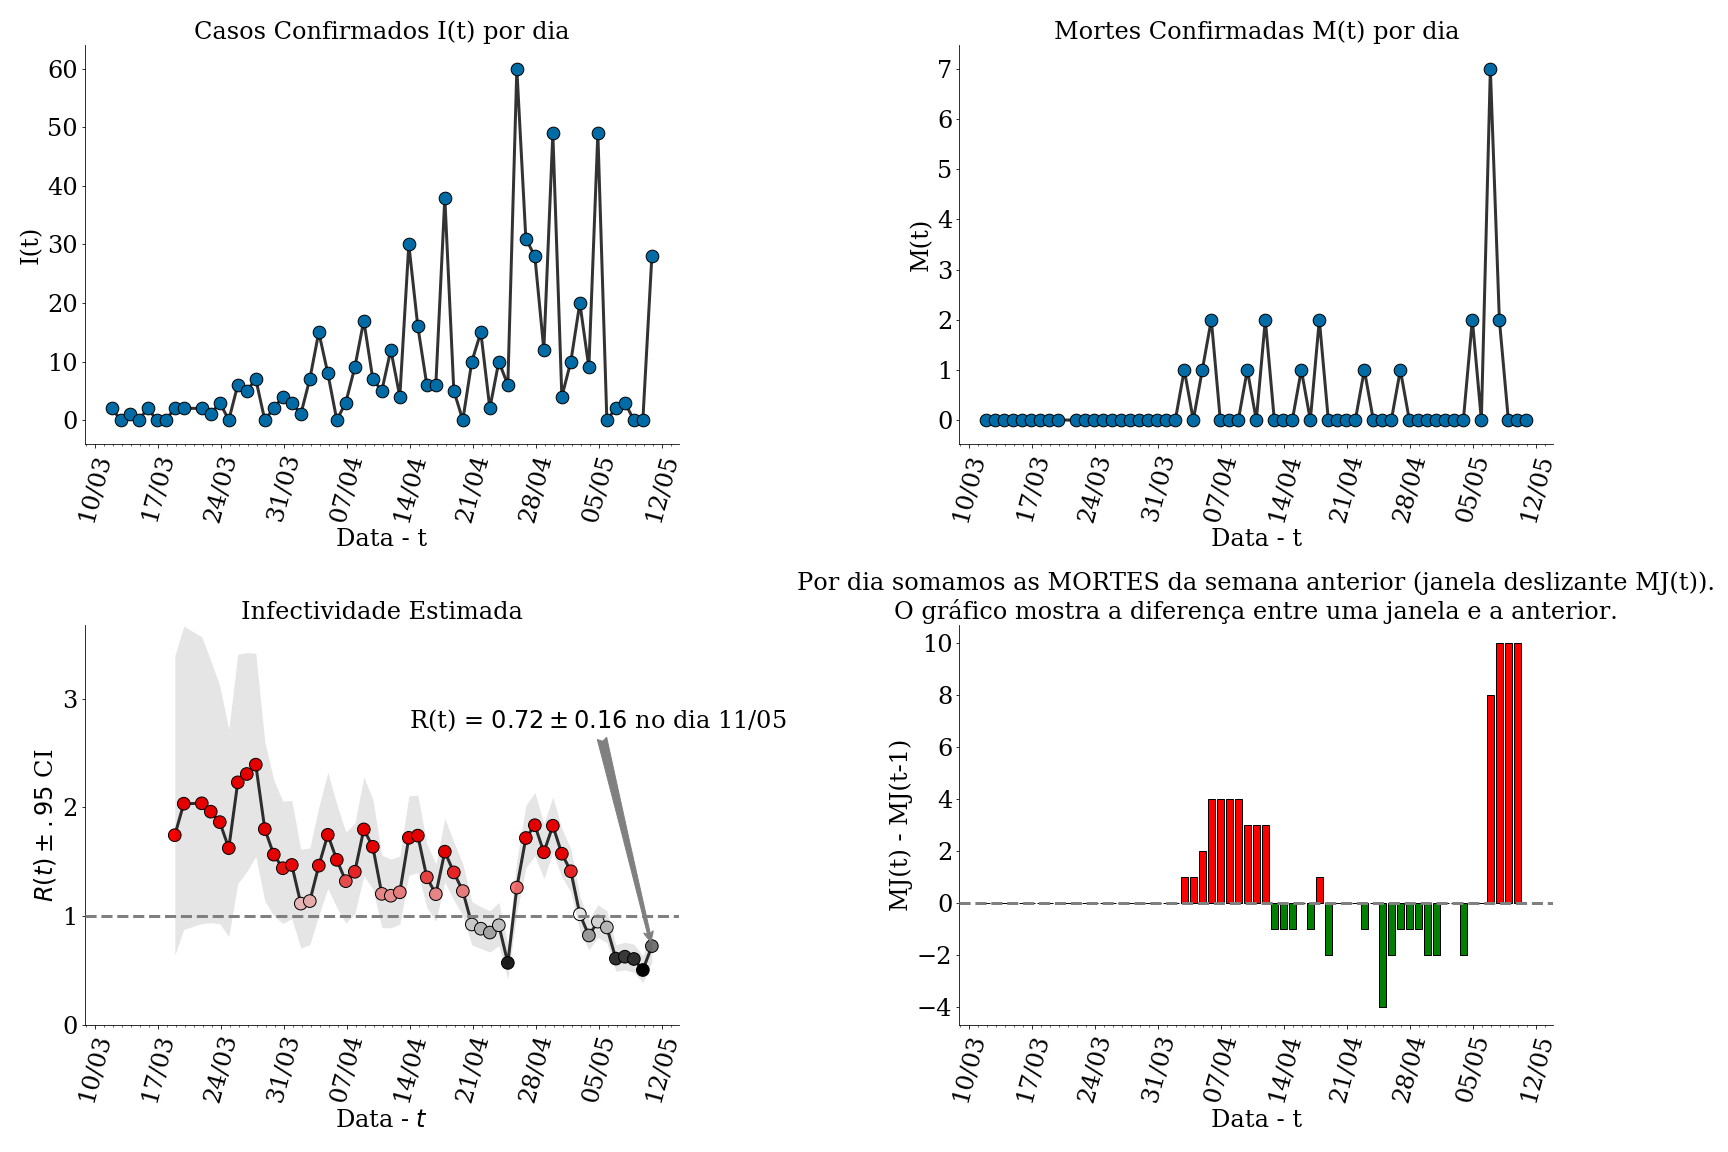 Casos Confirmados I(t) por dia
60
50
40
30
20
10
0
I(t)
10/03 17/03 24/03 31/03 07/04 14/04 21/04 28/04 05/05 12/05
Data - t
Mortes Confirmadas M(t) por dia
7
6
5
4
3
2
1
0
M(t)
10/03 17/03 24/03 31/03 07/04 14/04 21/04 28/04 05/05 12/05
Data - t
Infectividade Estimada
R(t) = 0.72 ± 0.16 no dia 11/05
3
2
1
0
R(t) ± .95 CI
10/03 17/03 24/03 31/03 07/04 14/04 21/04 28/04 05/05 12/05
Data - t
Por dia somamos as MORTES da semana anterior (janela deslizante MJ(t)).
O gráfico mostra a diferença entre uma janela e a anterior.
10
8
6
4
2
0
−2
−4
MJ(t) - MJ(t-1)
10/03 17/03 24/03 31/03 07/04 14/04 21/04 28/04 05/05 12/05
Data - t